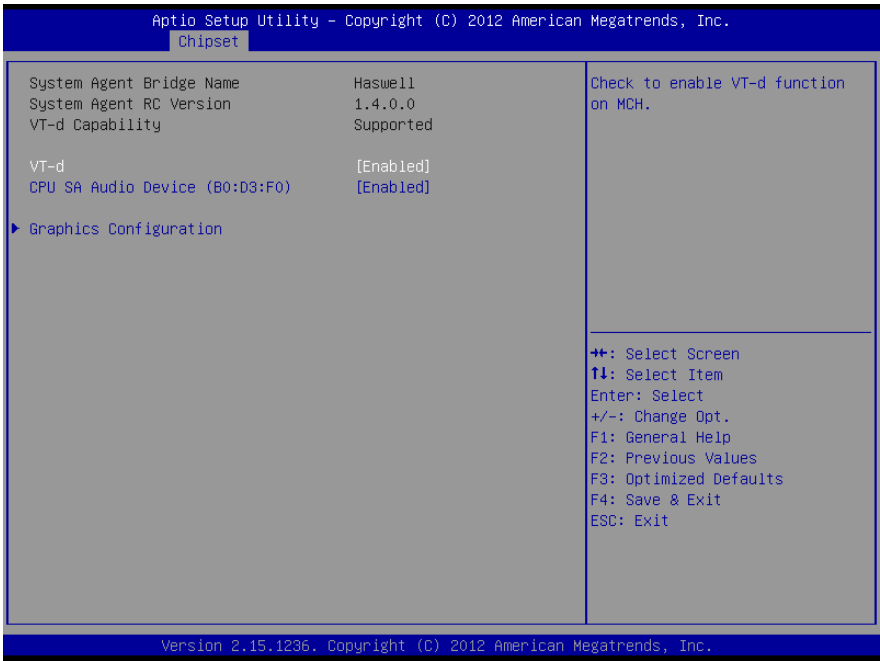 Aptio Setup Utility – Copyright (C) 2012 American Megatrends, Inc.
Chipset
System Agent Bridge Name Haswell
System Agent RC Version 1.4.0.0
VT-d Capability Supported
VT-d [Enabled]
CPU SA Audio Device (B0:D3:F0) [Enabled]
Graphics Configuration
Check to enable VT-d function
on MCH.
→←: Select Screen
↑↓: Select Item
Enter: Select
+/-: Change Opt.
F1: General Help
F2: Previous Values
F3: Optimized Defaults
F4: Save & Exit
ESC: Exit
Version 2.15.1236. Copyright (C) 2012 American Megatrends, Inc.